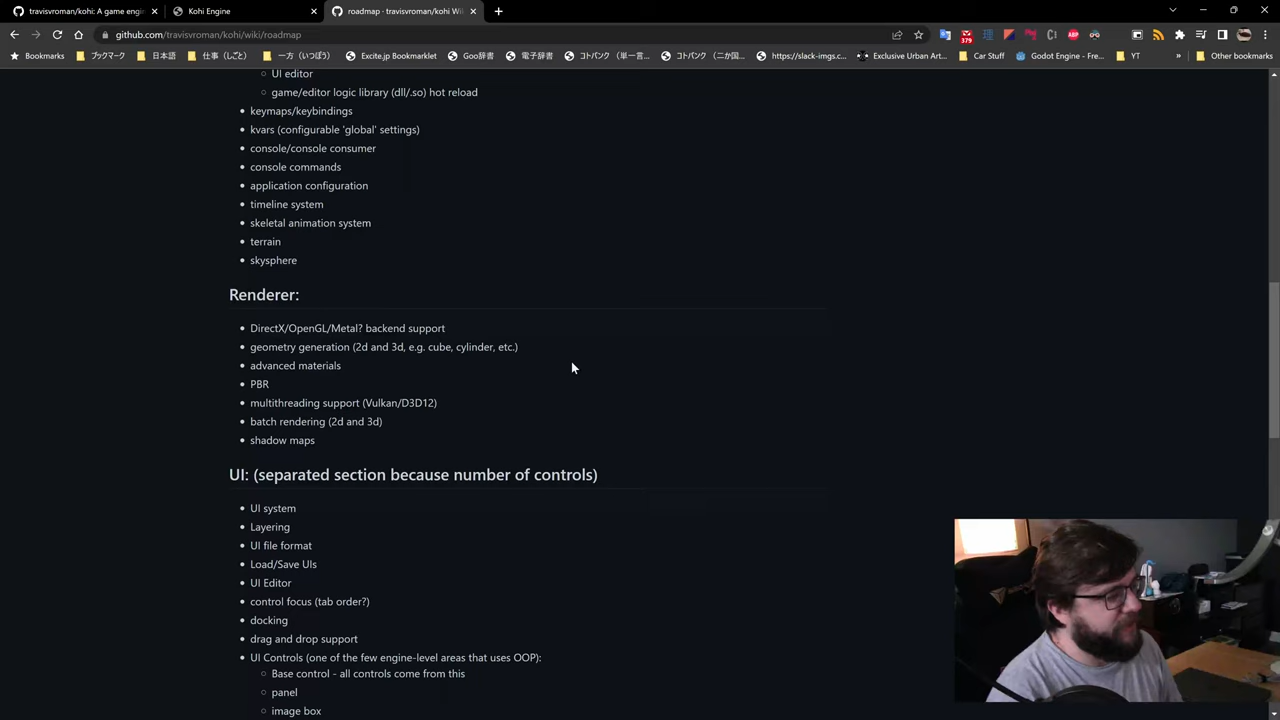 travisvroman/kohi: A game engin
Kohi Engine
roadmap · travisvroman/kohi Wi
github.com/travisvroman/kohi/wiki/roadmap
379
ABP
Bookmarks
ブックマーク
日本語
仕事（しごと）
一方（いっぽう）
Excite.jp Bookmarklet
Goo辞書
電子辞書
コトバンク（単一言...
コトバンク（二か国...
https://slack-imgs.c...
Exclusive Urban Art...
Car Stuff
Godot Engine - Fre...
YT
»
Other bookmarks
UI editor
game/editor logic library (dll/.so) hot reload
keymaps/keybindings
kvars (configurable 'global' settings)
console/console consumer
console commands
application configuration
timeline system
skeletal animation system
terrain
skysphere
Renderer:
DirectX/OpenGL/Metal? backend support
geometry generation (2d and 3d, e.g. cube, cylinder, etc.)
advanced materials
PBR
multithreading support (Vulkan/D3D12)
batch rendering (2d and 3d)
shadow maps
UI: (separated section because number of controls)
UI system
Layering
UI file format
Load/Save UIs
UI Editor
control focus (tab order?)
docking
drag and drop support
UI Controls (one of the few engine-level areas that uses OOP):
Base control - all controls come from this
panel
image box